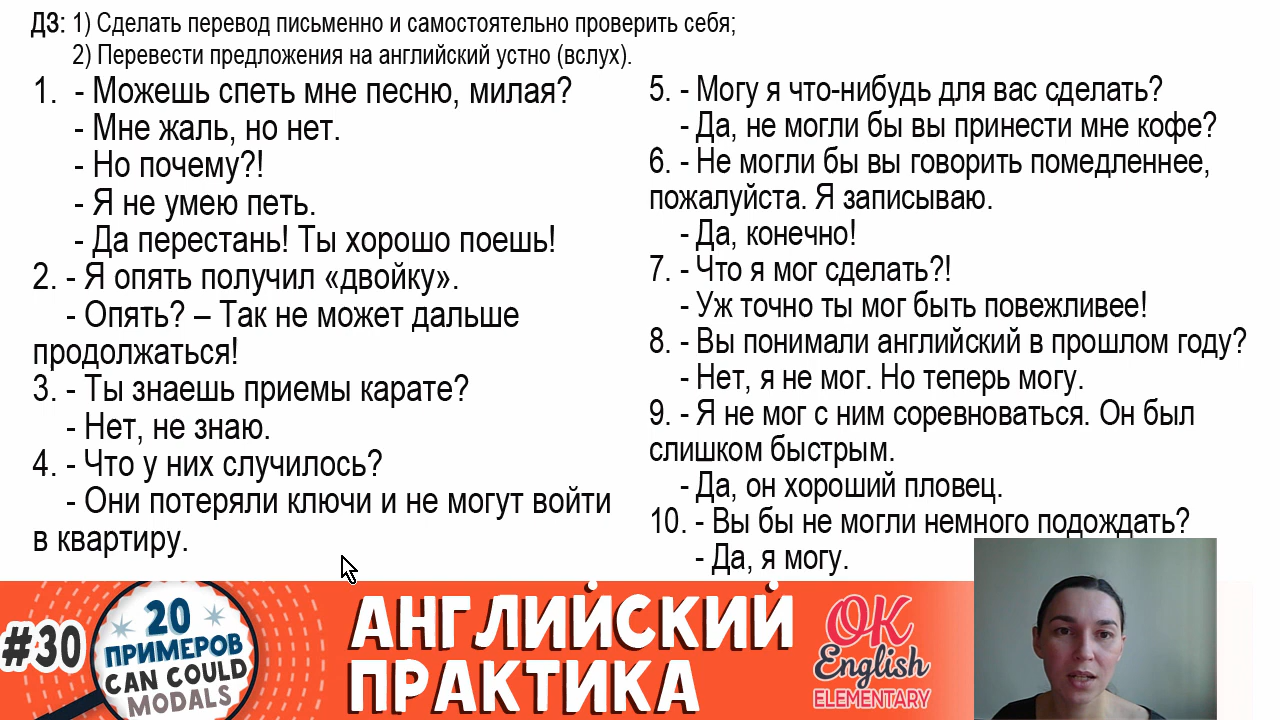 ДЗ: 1) Сделать перевод письменно и самостоятельно проверить себя;
2) Перевести предложения на английский устно (вслух).
1. - Можешь спеть мне песню, милая?
- Мне жаль, но нет.
- Но почему?!
- Я не умею петь.
- Да перестань! Ты хорошо поешь!
2. - Я опять получил «двойку».
- Опять? – Так не может дальше
продолжаться!
3. - Ты знаешь приемы карате?
- Нет, не знаю.
4. - Что у них случилось?
- Они потеряли ключи и не могут войти
в квартиру.
5. - Могу я что-нибудь для вас сделать?
- Да, не могли бы вы принести мне кофе?
6. - Не могли бы вы говорить помедленнее,
пожалуйста. Я записываю.
- Да, конечно!
7. - Что я мог сделать?!
- Уж точно ты мог быть повежливее!
8. - Вы понимали английский в прошлом году?
- Нет, я не мог. Но теперь могу.
9. - Я не мог с ним соревноваться. Он был
слишком быстрым.
- Да, он хороший пловец.
10. - Вы бы не могли немного подождать?
- Да, я могу.
#30
20
ПРИМЕРОВ
CAN COULD
MODALS
АНГЛИЙСКИЙ
ПРАКТИКА
OK
English
ELEMENTARY